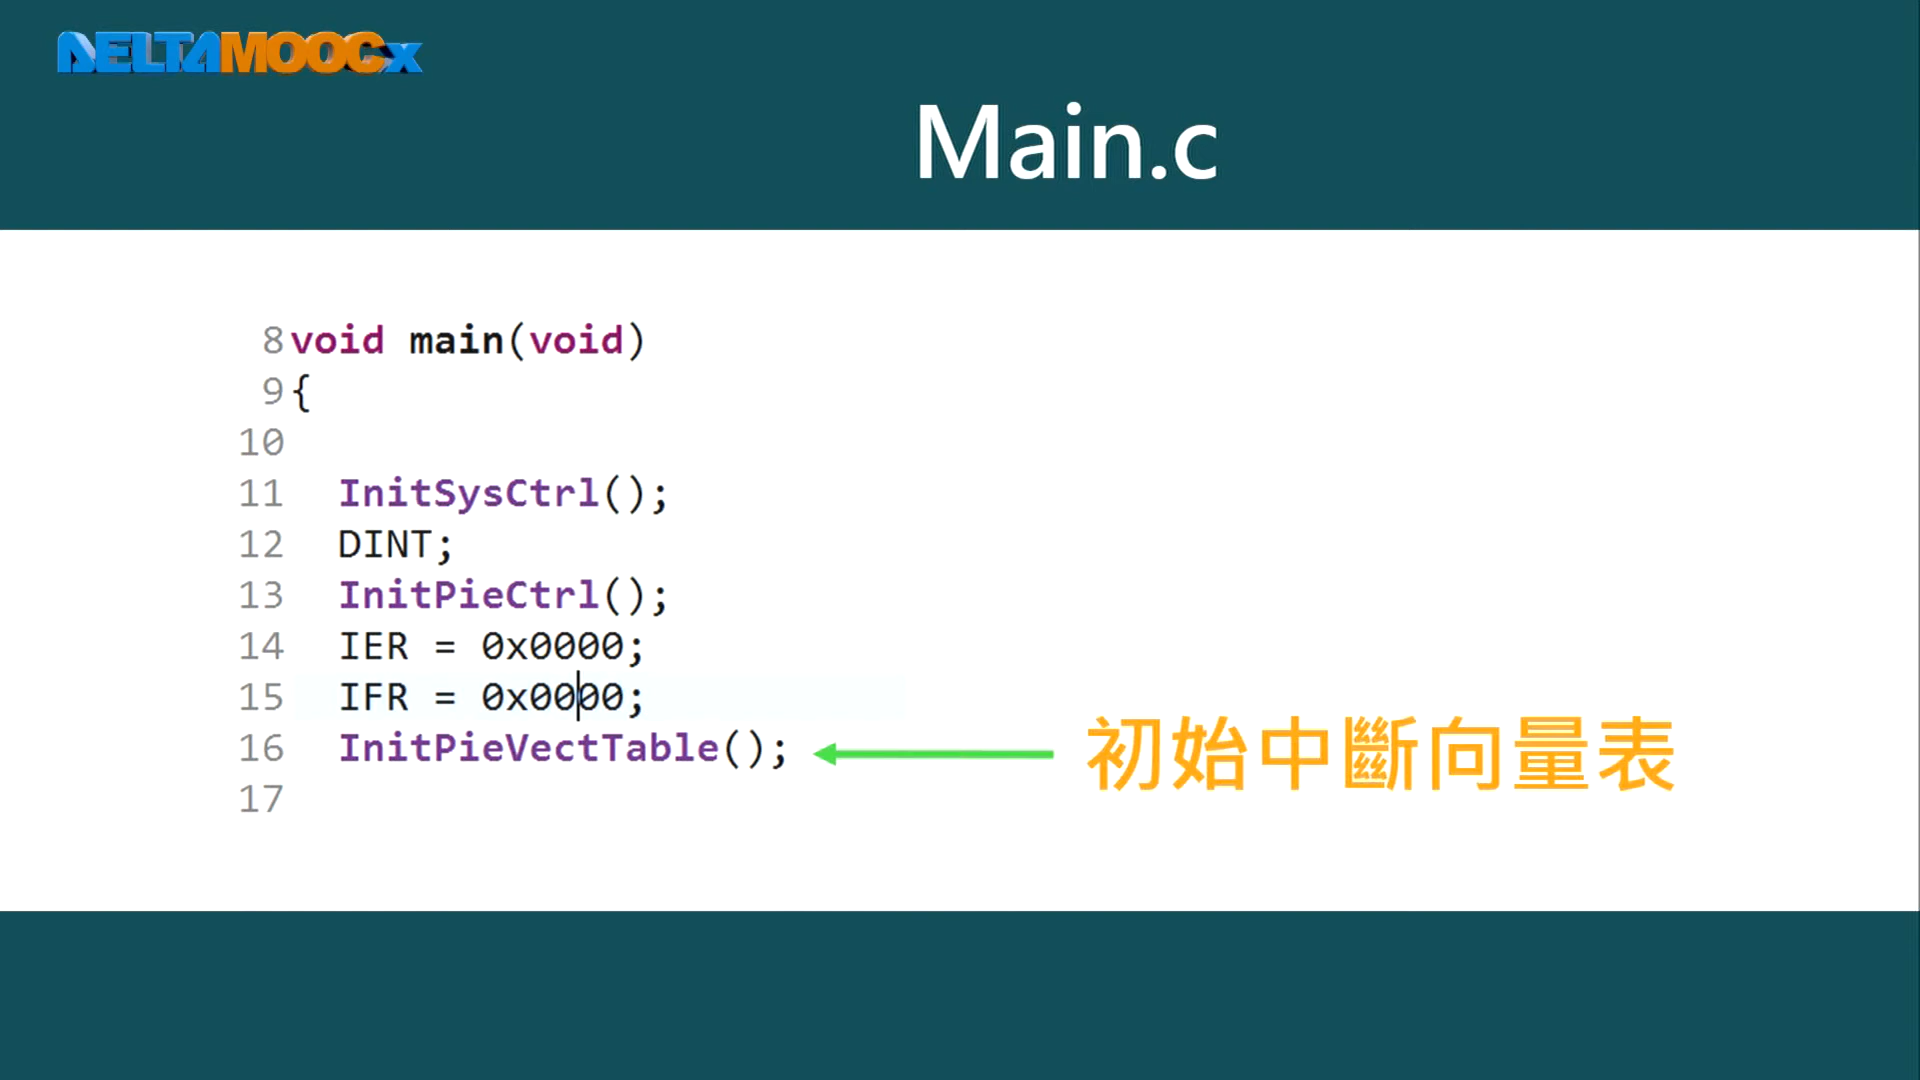 DELTAMOOCx
Main.c
8 void main(void)
9 {
10
11 InitSysCtrl();
12 DINT;
13 InitPieCtrl();
14 IER = 0x0000;
15 IFR = 0x0000;
16 InitPieVectTable(); 初始中斷向量表
17